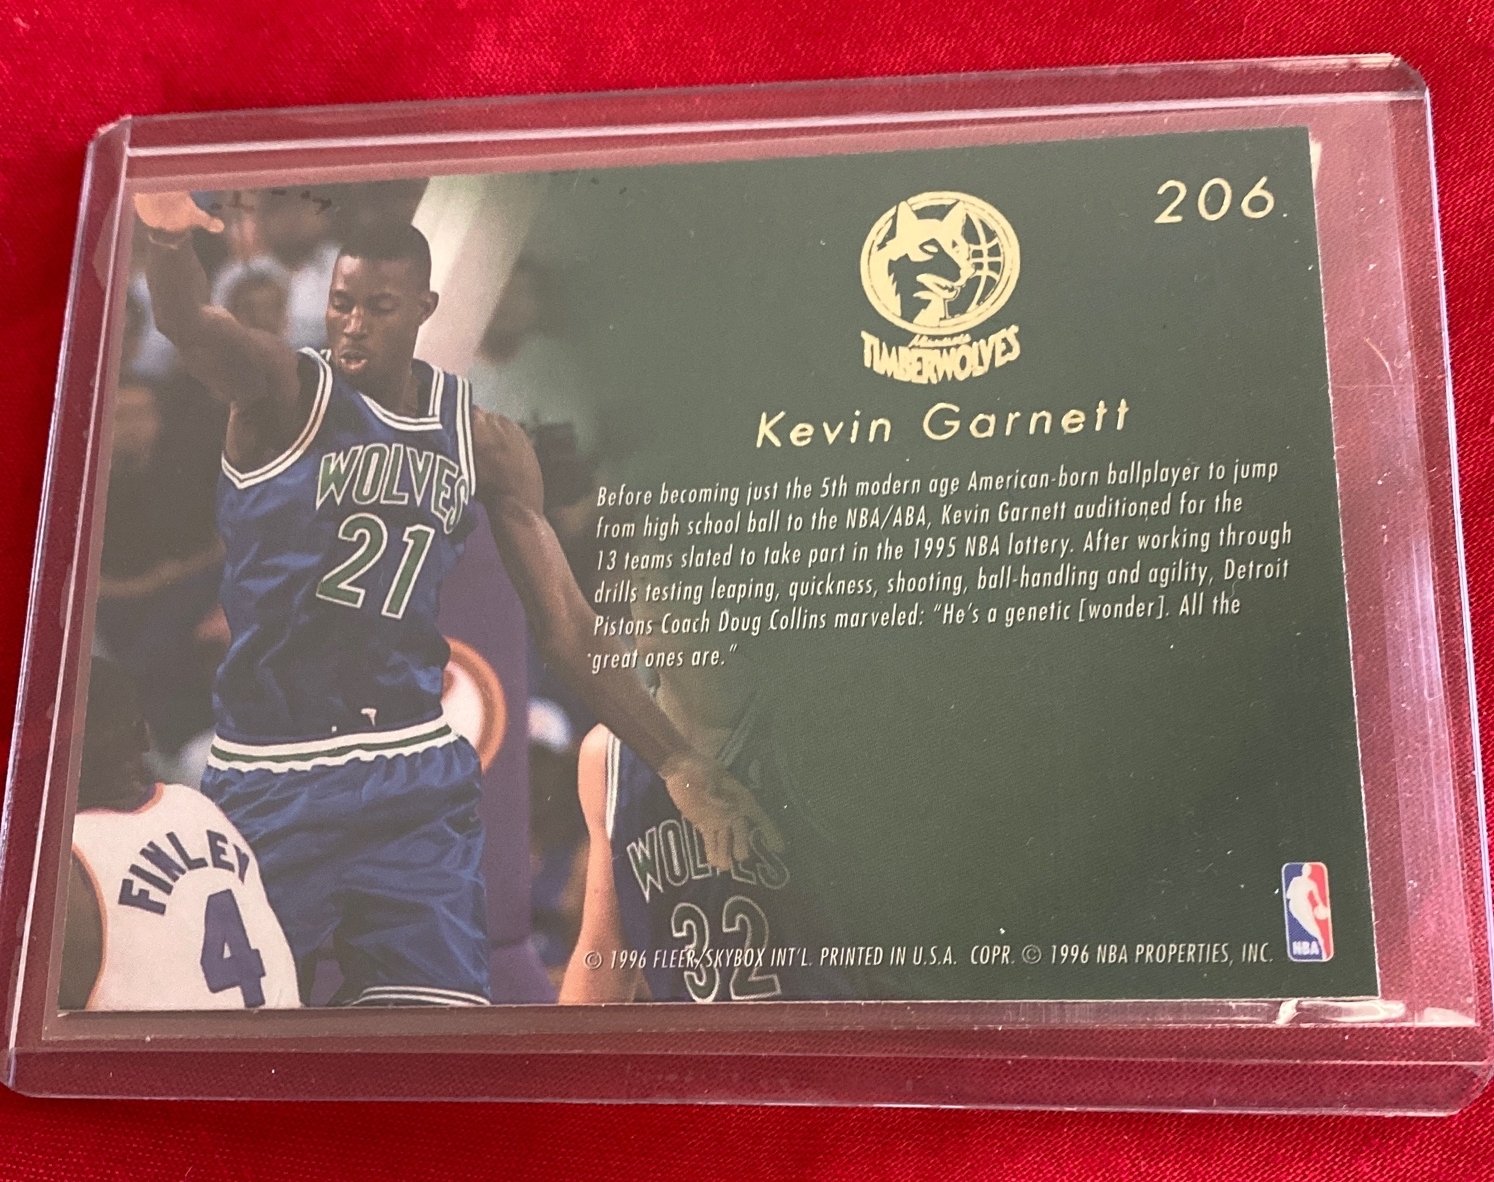 206
Minnesota
TIMBERWOLVES
Kevin Garnett
Before becoming just the 5th modern age American-born ballplayer to jump
from high school ball to the NBA/ABA, Kevin Garnett auditioned for the
13 teams slated to take part in the 1995 NBA lottery. After working through
drills testing leaping, quickness, shooting, ball-handling and agility, Detroit
Pistons Coach Doug Collins marveled: "He's a genetic [wonder]. All the
great ones are."
WOLVES
21
FINLEY
4
WOLVES
32
© 1996 FLEER/SKYBOX INT'L. PRINTED IN U.S.A. COPR. © 1996 NBA PROPERTIES, INC.
NBA